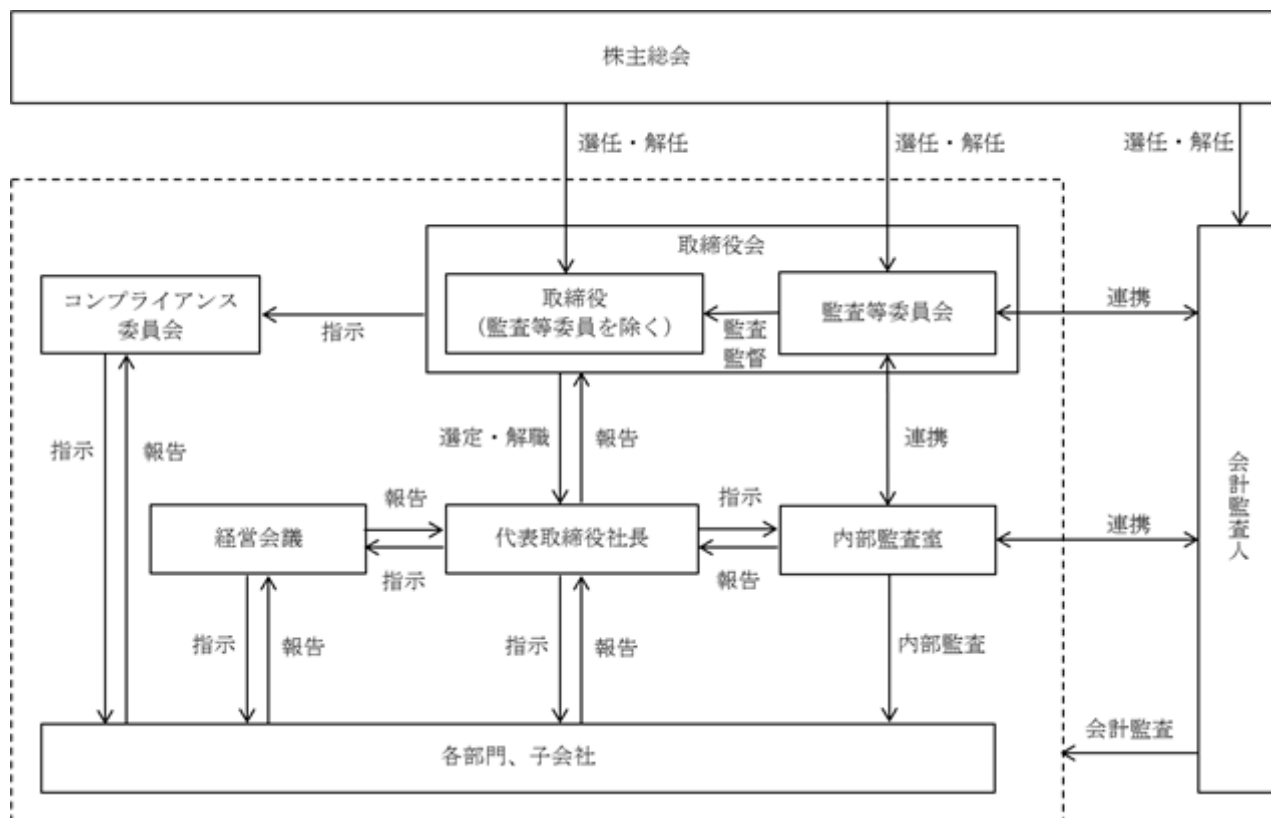 株主総会
選任・解任
選任・解任
選任・解任
取締役会
コンプライアンス
委員会
指示
取締役
（監査等委員を除く）
監査
監督
監査等委員会
連携
指示
報告
選定・解職
報告
連携
会計監査人
経営会議
報告
指示
代表取締役社長
指示
報告
内部監査室
連携
指示
報告
指示
報告
内部監査
各部門、子会社
会計監査